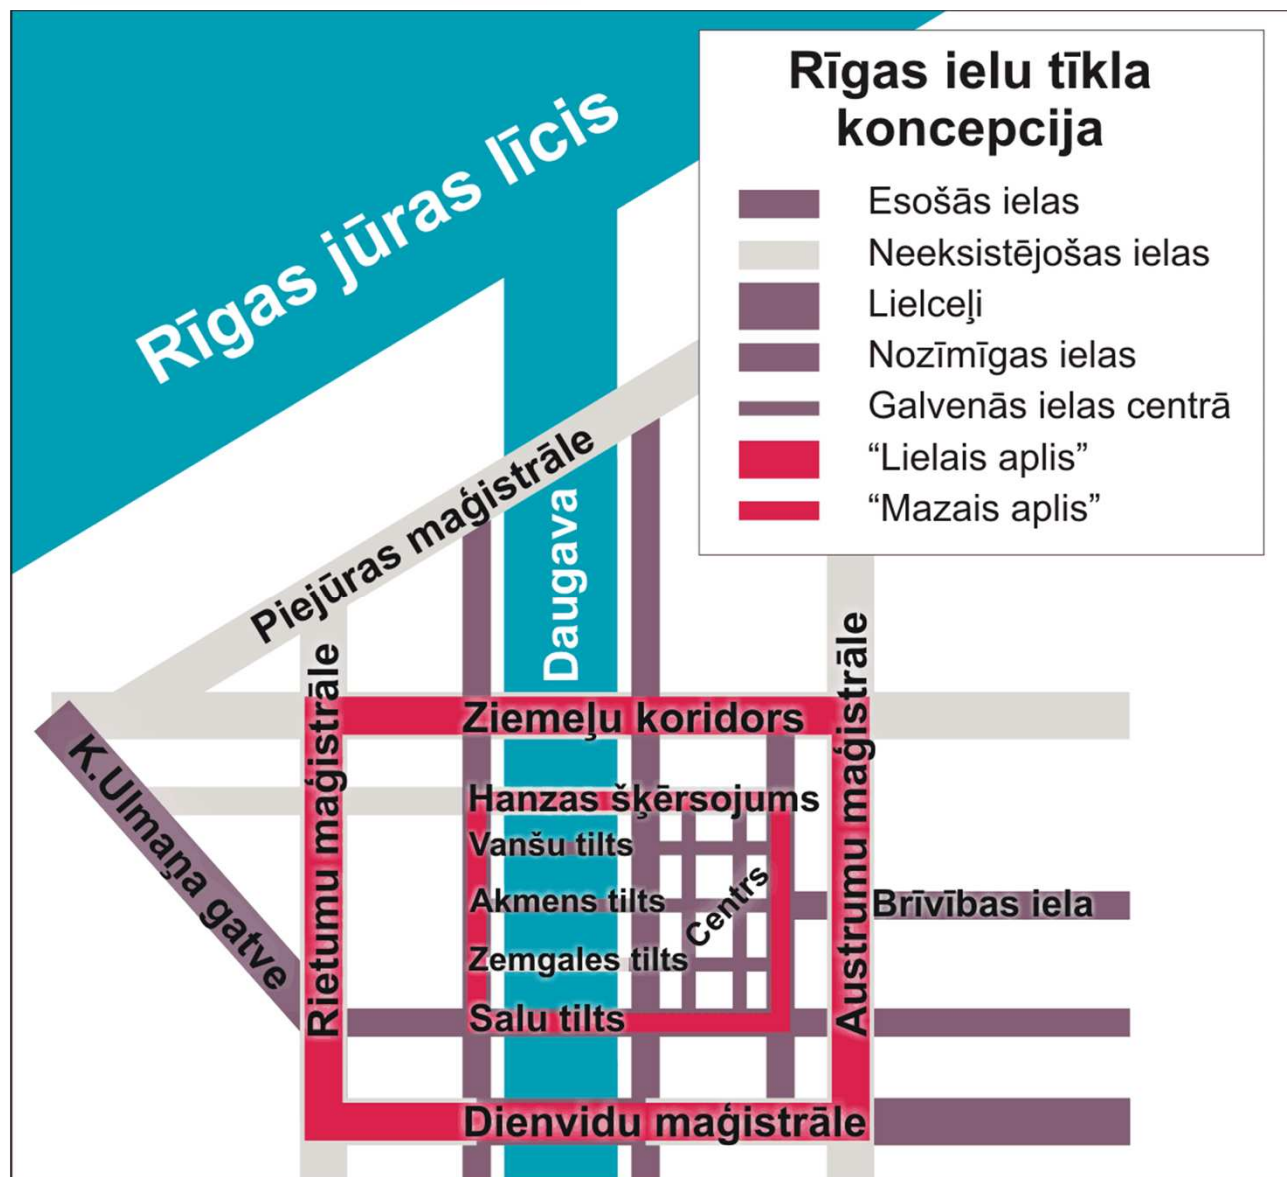 Rīgas ielu tīkla
koncepcija
Esošās ielas
Neeksistējošas ielas
Lielceļi
Nozīmīgas ielas
Galvenās ielas centrā
“Lielais aplis”
“Mazais aplis”
Rīgas jūras līcis
Piejūras maģistrāle
Daugava
K.Ulmaņa gatve
Rietumu maģistrāle
Ziemeļu koridors
Hanzas šķērsojums
Vanšu tilts
Akmens tilts
Centrs
Zemgales tilts
Salu tilts
Dienvidu maģistrāle
Austrumu maģistrāle
Brīvības iela